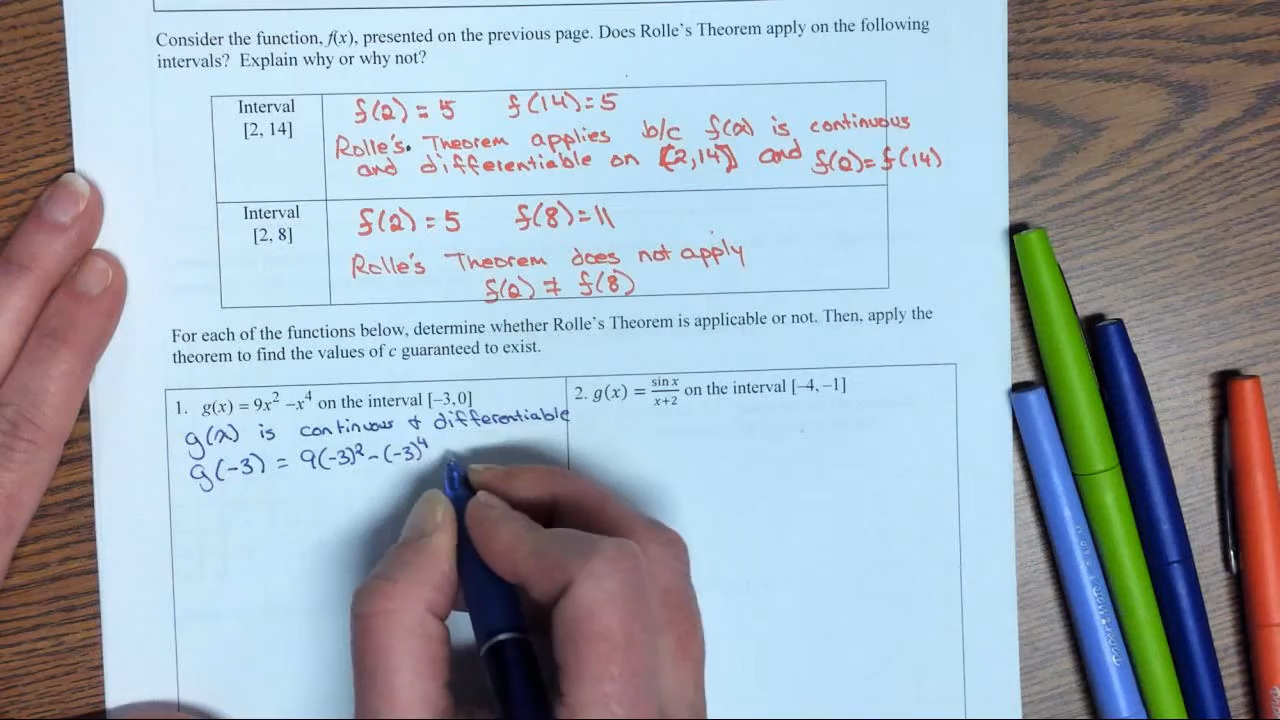 Consider the function, f(x), presented on the previous page. Does Rolle's Theorem apply on the following
intervals? Explain why or why not?
Interval
[2, 14]
f(2) = 5 f(14) = 5
Rolle's Theorem applies b/c f(x) is continuous
and differentiable on [2,14] and f(2)=f(14)
Interval
[2, 8]
f(2) = 5 f(8) = 11
Rolle's Theorem does not apply
f(2) ≠ f(8)
For each of the functions below, determine whether Rolle's Theorem is applicable or not. Then, apply the
theorem to find the values of c guaranteed to exist.
1. g(x) = 9x² – x⁴ on the interval [–3,0]
g(x) is continuous & differentiable
g(-3) = 9(-3)² - (-3)⁴
2. g(x) = sin x / x+2 on the interval [–4, –1]